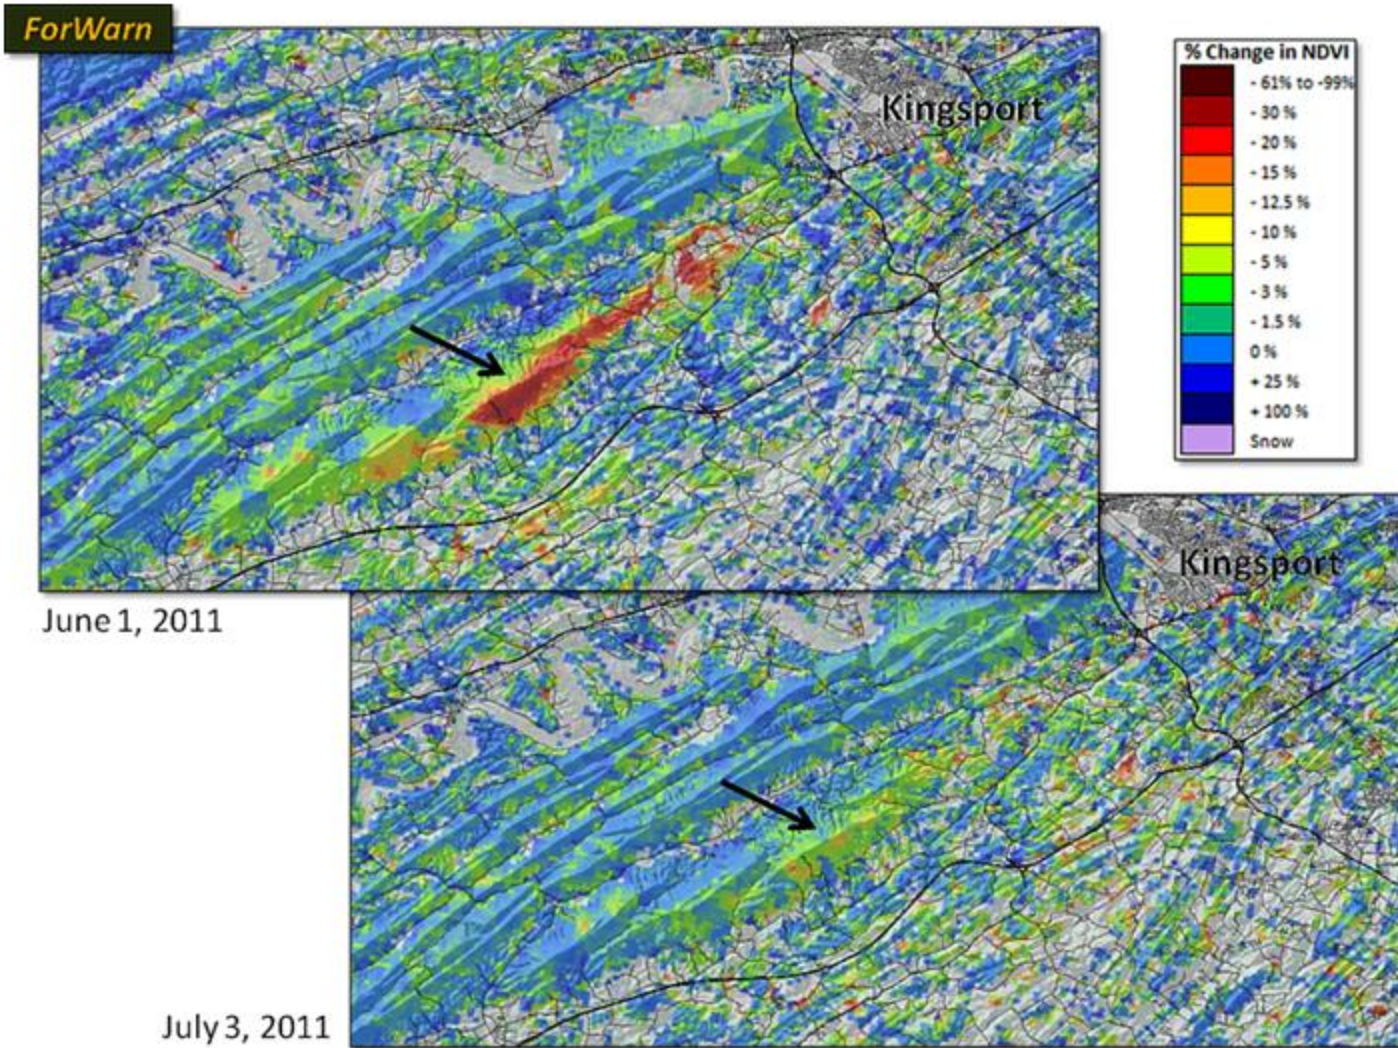 ForWarn
% Change in NDVI
- 61% to -99%
- 30 %
- 20 %
- 15 %
- 12.5 %
- 10 %
- 5 %
- 3 %
- 1.5 %
0 %
+ 25 %
+ 100 %
Snow
Kingsport
June 1, 2011
Kingsport
July 3, 2011